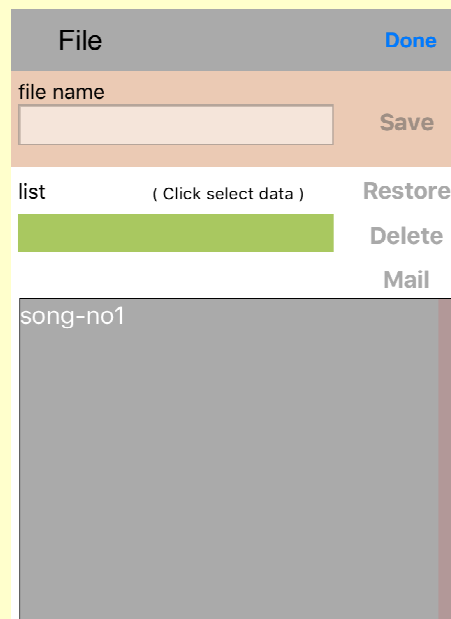 File
Done
file name
Save
list
( Click select data )
Restore
Delete
Mail
song-no1